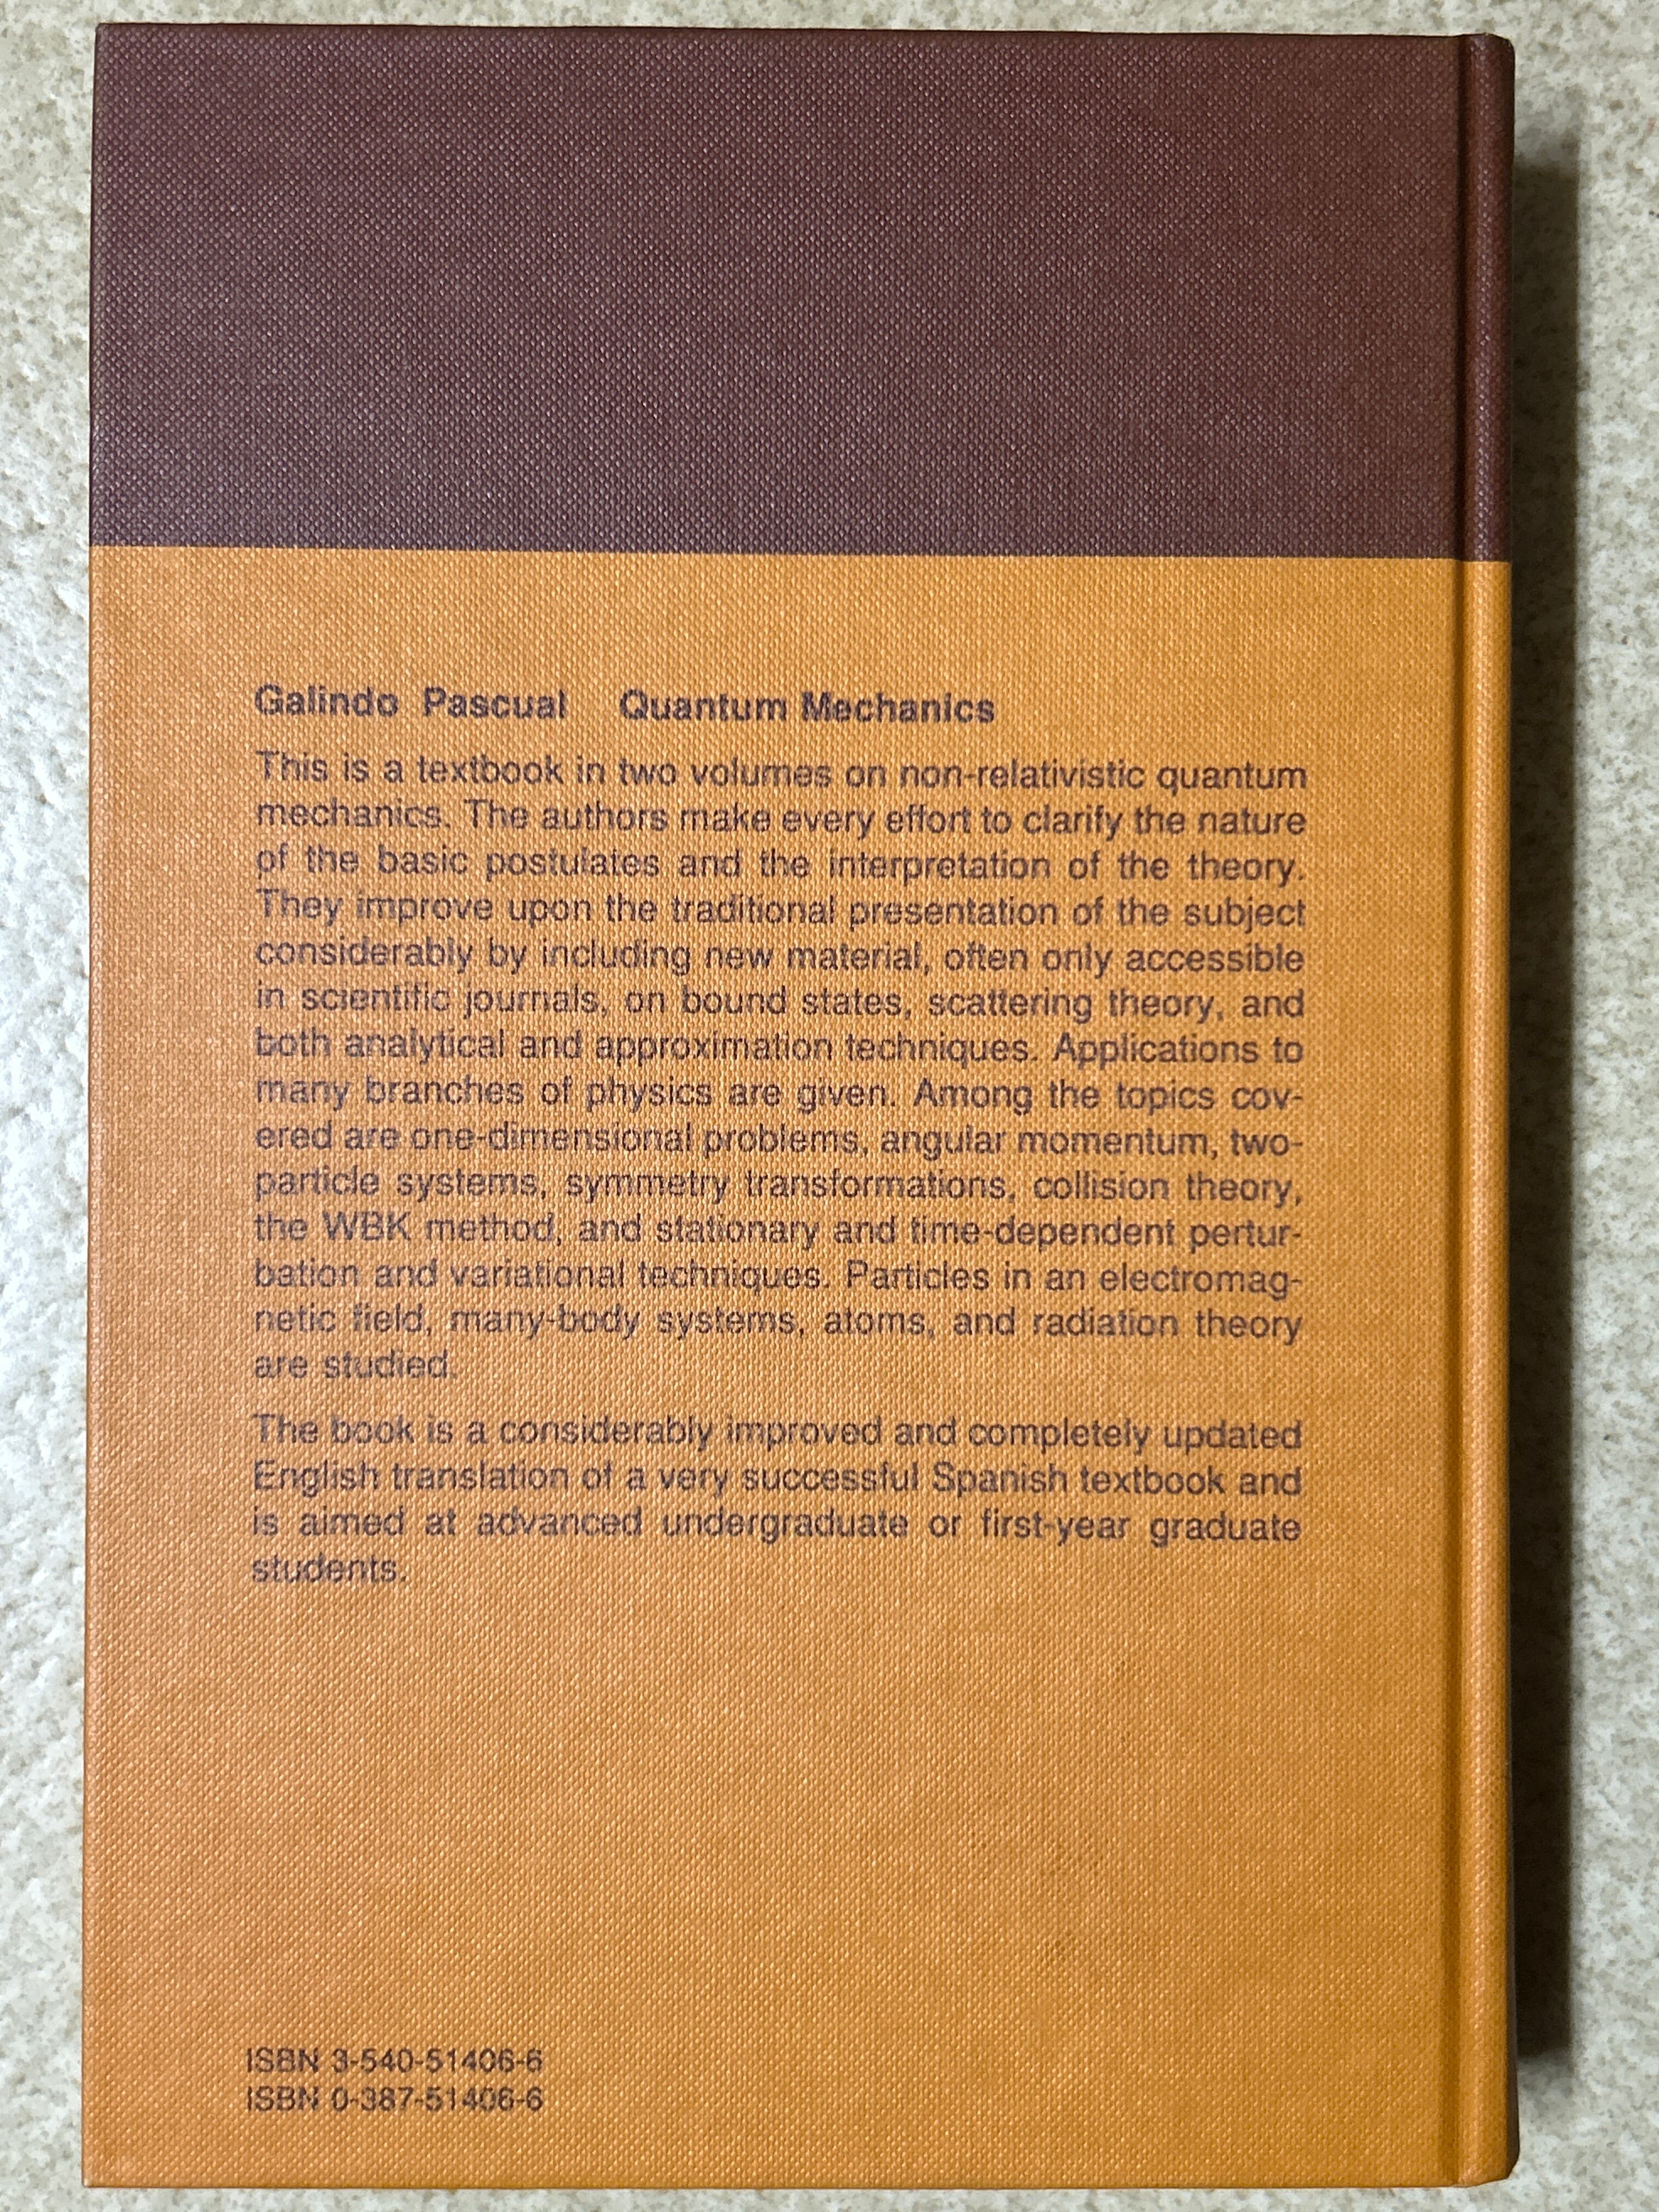 Galindo Pascual Quantum Mechanics
This is a textbook in two volumes on non-relativistic quantum
mechanics. The authors make every effort to clarify the nature
of the basic postulates and the interpretation of the theory.
They improve upon the traditional presentation of the subject
considerably by including new material, often only accessible
in scientific journals, on bound states, scattering theory, and
both analytical and approximation techniques. Applications to
many branches of physics are given. Among the topics cov-
ered are one-dimensional problems, angular momentum, two-
particle systems, symmetry transformations, collision theory,
the WBK method, and stationary and time-dependent pertur-
bation and variational techniques. Particles in an electromag-
netic field, many-body systems, atoms, and radiation theory
are studied.
The book is a considerably improved and completely updated
English translation of a very successful Spanish textbook and
is aimed at advanced undergraduate or first-year graduate
students.
ISBN 3-540-51406-6
ISBN 0-387-51406-6